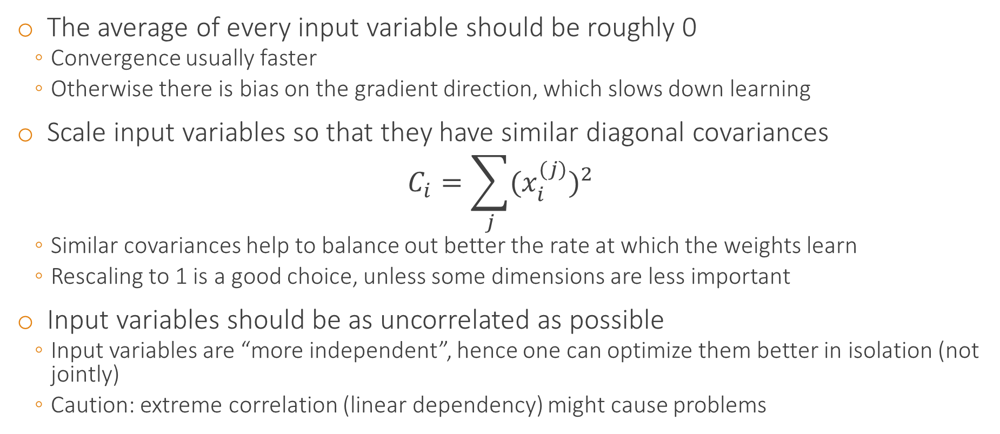 o The average of every input variable should be roughly 0
◦ Convergence usually faster
◦ Otherwise there is bias on the gradient direction, which slows down learning
o Scale input variables so that they have similar diagonal covariances
C_i = ∑_j (x_i^{(j)})^2
◦ Similar covariances help to balance out better the rate at which the weights learn
◦ Rescaling to 1 is a good choice, unless some dimensions are less important
o Input variables should be as uncorrelated as possible
◦ Input variables are “more independent”, hence one can optimize them better in isolation (not
jointly)
◦ Caution: extreme correlation (linear dependency) might cause problems